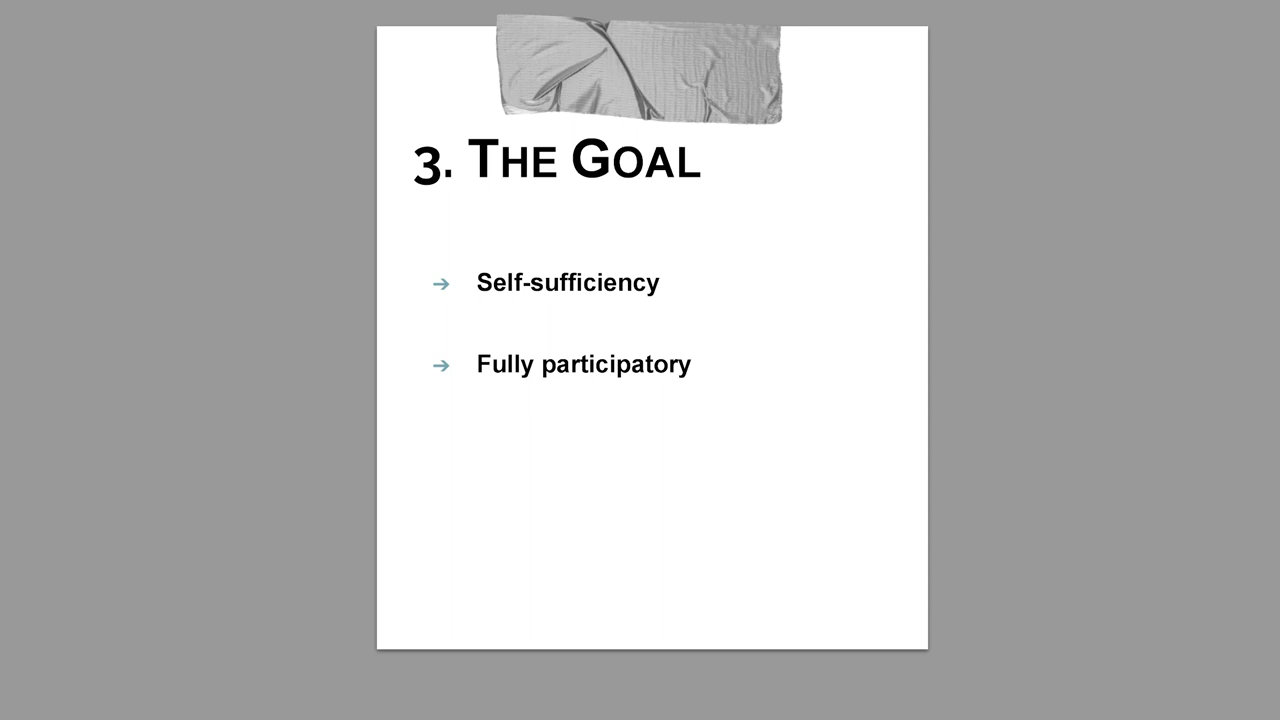 3. The Goal
➔ Self-sufficiency
➔ Fully participatory